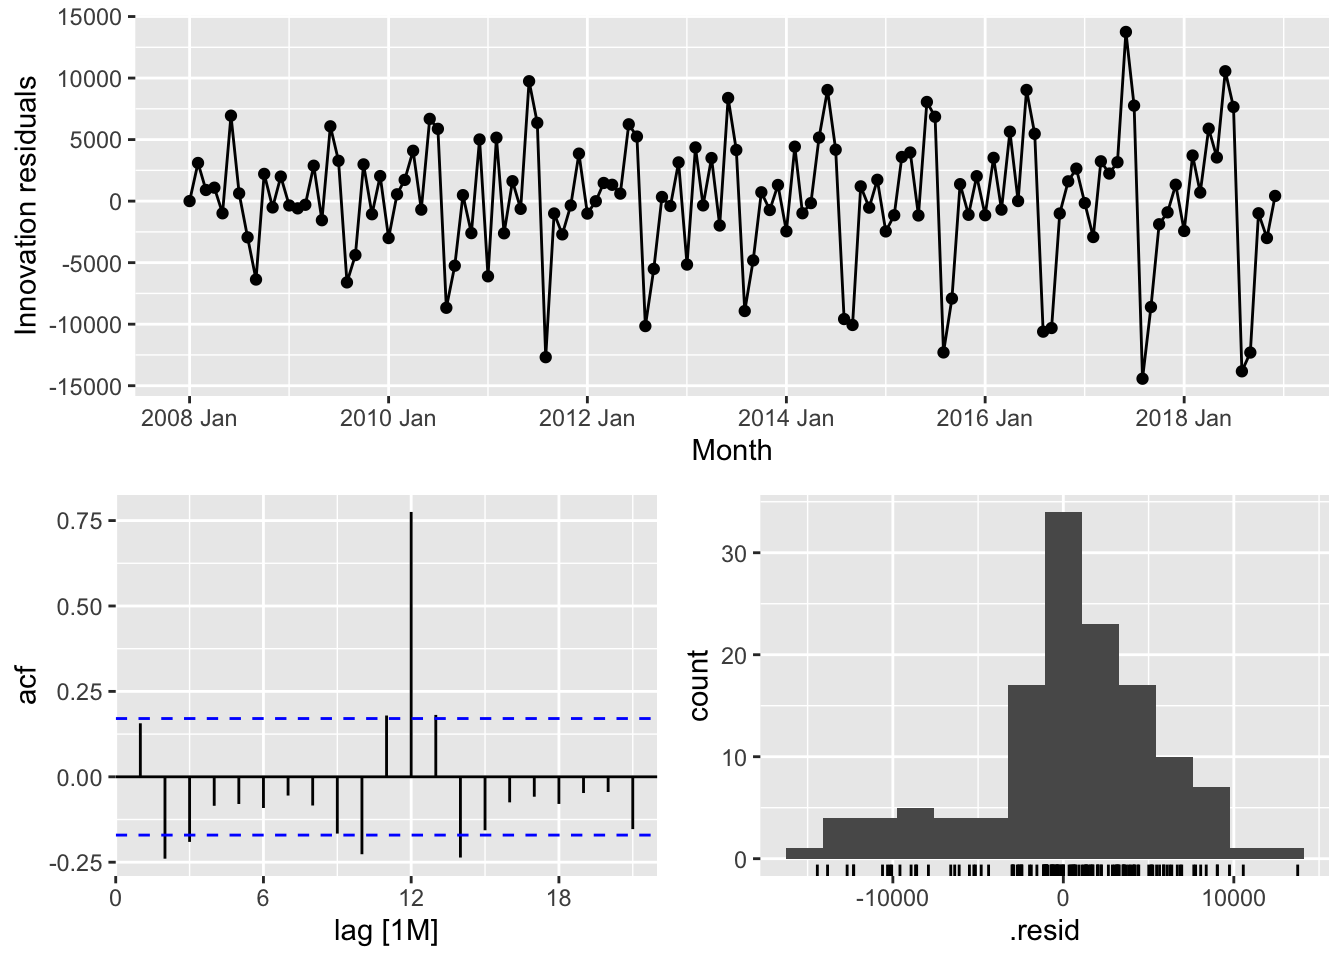 Innovation residuals
15000
10000
5000
0
-5000
-10000
-15000
2008 Jan 2010 Jan 2012 Jan 2014 Jan 2016 Jan 2018 Jan
Month
acf
0.75
0.50
0.25
0.00
-0.25
0 6 12 18
lag [1M]
count
30
20
10
0
-10000 0 10000
.resid